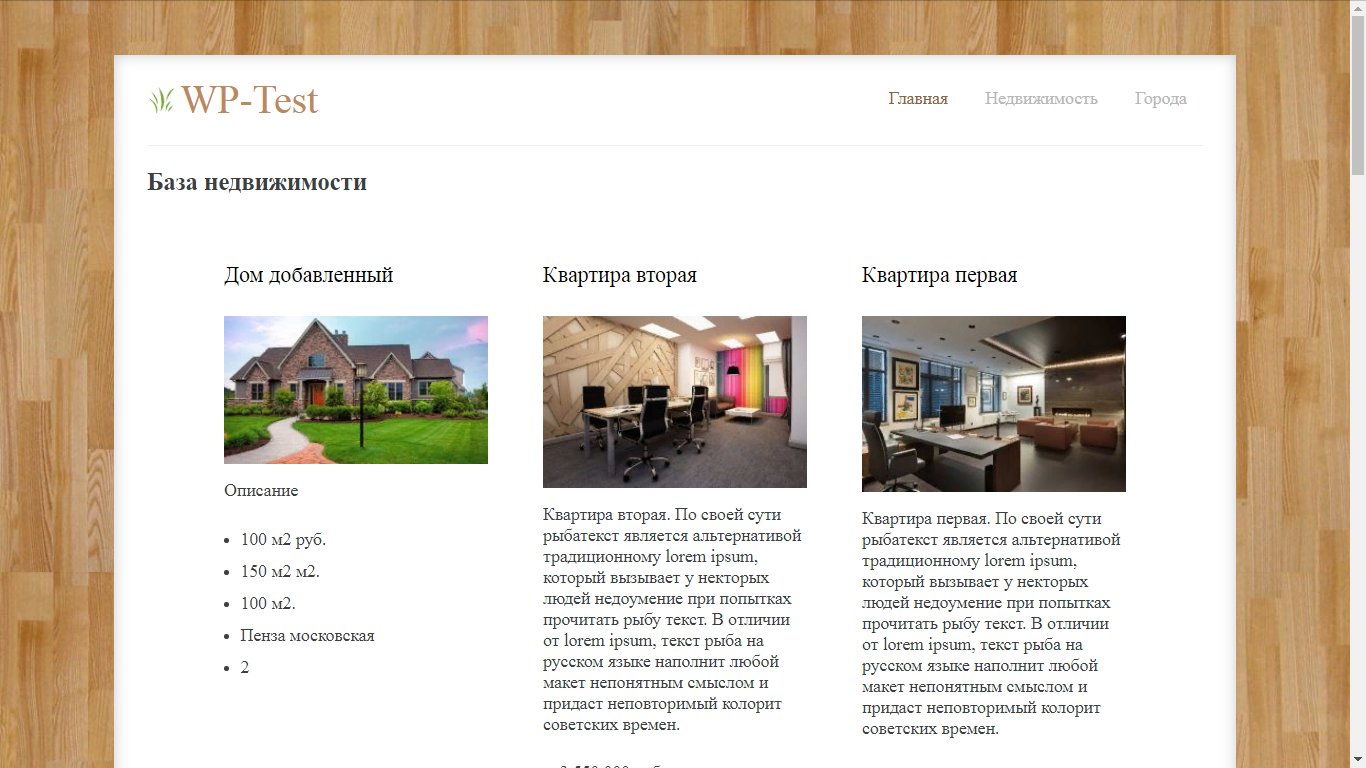 WP-Test
Главная Недвижимость Города
База недвижимости
Дом добавленный
Описание
100 м2 руб.
150 м2 м2.
100 м2.
Пенза московская
2
Квартира вторая
Квартира вторая. По своей сути
рыбатекст является альтернативой
традиционному lorem ipsum,
который вызывает у некторых
людей недоумение при попытках
прочитать рыбу текст. В отличии
от lorem ipsum, текст рыба на
русском языке наполнит любой
макет непонятным смыслом и
придаст неповторимый колорит
советских времен.
Квартира первая
Квартира первая. По своей сути
рыбатекст является альтернативой
традиционному lorem ipsum,
который вызывает у некторых
людей недоумение при попытках
прочитать рыбу текст. В отличии
от lorem ipsum, текст рыба на
русском языке наполнит любой
макет непонятным смыслом и
придаст неповторимый колорит
советских времен.